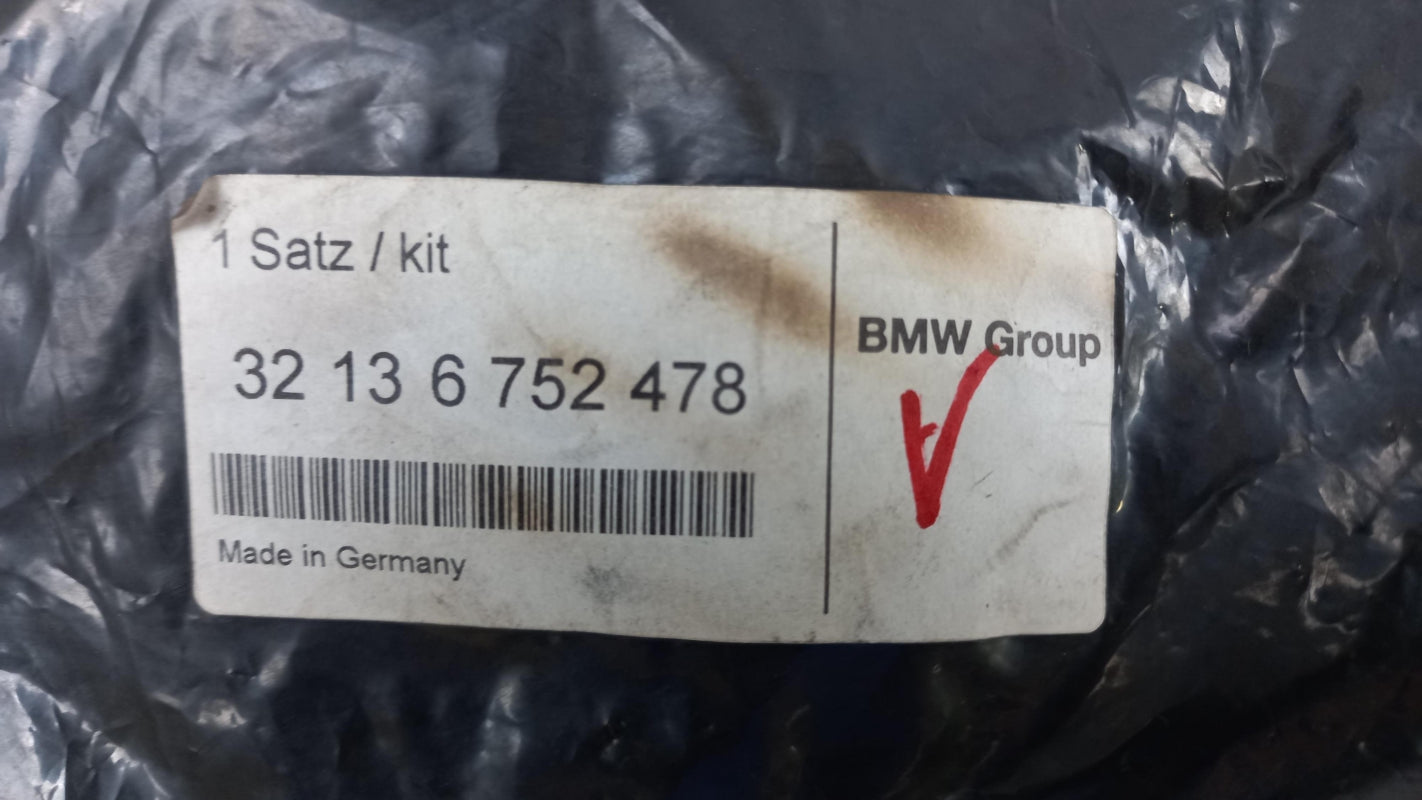 1 Satz / kit
32 13 6 752 478
Made in Germany
BMW Group